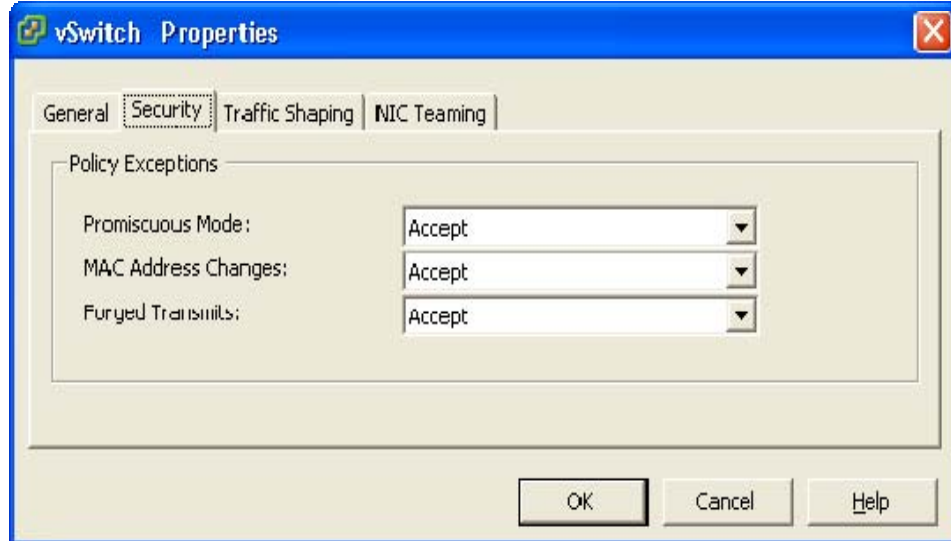 vSwitch Properties
General Security Traffic Shaping NIC Teaming
Policy Exceptions
Promiscuous Mode: Accept
MAC Address Changes: Accept
Forged Transmits: Accept
OK Cancel Help